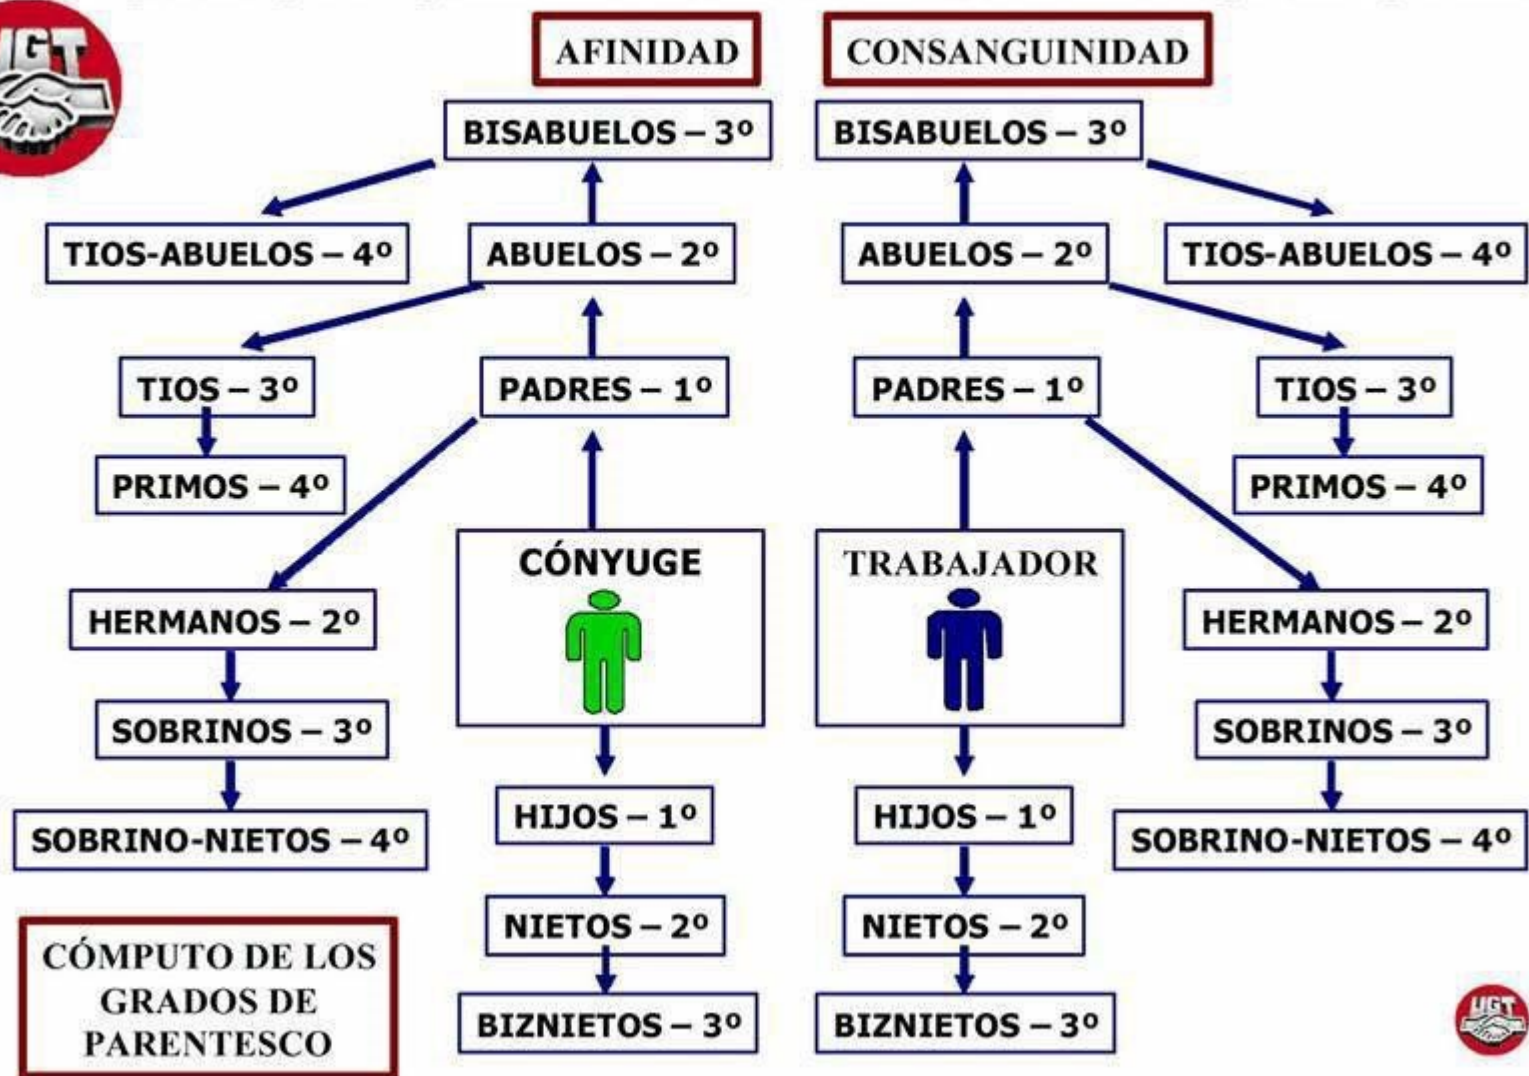 UGT
AFINIDAD
CONSANGUINIDAD
BISABUELOS – 3º
BISABUELOS – 3º
TIOS-ABUELOS – 4º
ABUELOS – 2º
ABUELOS – 2º
TIOS-ABUELOS – 4º
TIOS – 3º
PADRES – 1º
PADRES – 1º
TIOS – 3º
PRIMOS – 4º
PRIMOS – 4º
CÓNYUGE
TRABAJADOR
HERMANOS – 2º
HERMANOS – 2º
SOBRINOS – 3º
SOBRINOS – 3º
HIJOS – 1º
HIJOS – 1º
SOBRINO-NIETOS – 4º
SOBRINO-NIETOS – 4º
NIETOS – 2º
NIETOS – 2º
CÓMPUTO DE LOS
GRADOS DE
PARENTESCO
BIZNIETOS – 3º
BIZNIETOS – 3º
UGT